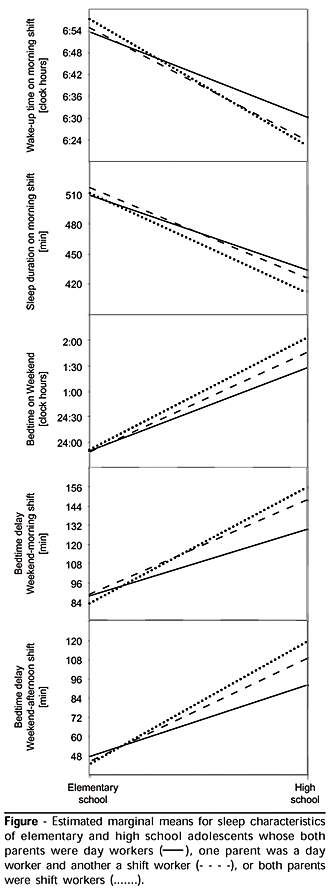 Wake-up time on morning shift
[clock hours]
6:54
6:48
6:42
6:36
6:30
6:24
Sleep duration on morning shift
[min]
510
480
450
420
Bedtime on Weekend
[clock hours]
2:00
1:30
1:00
24:30
24:00
Bedtime delay
Weekend-morning shift
[min]
156
144
132
120
108
96
84
Bedtime delay
Weekend-afternoon shift
[min]
120
108
96
84
72
60
48
Elementary
school
High
school
Figure - Estimated marginal means for sleep characteristics
of elementary and high school adolescents whose both
parents were day workers (——), one parent was a day
worker and another a shift worker (- - - -), or both parents
were shift workers (.......).